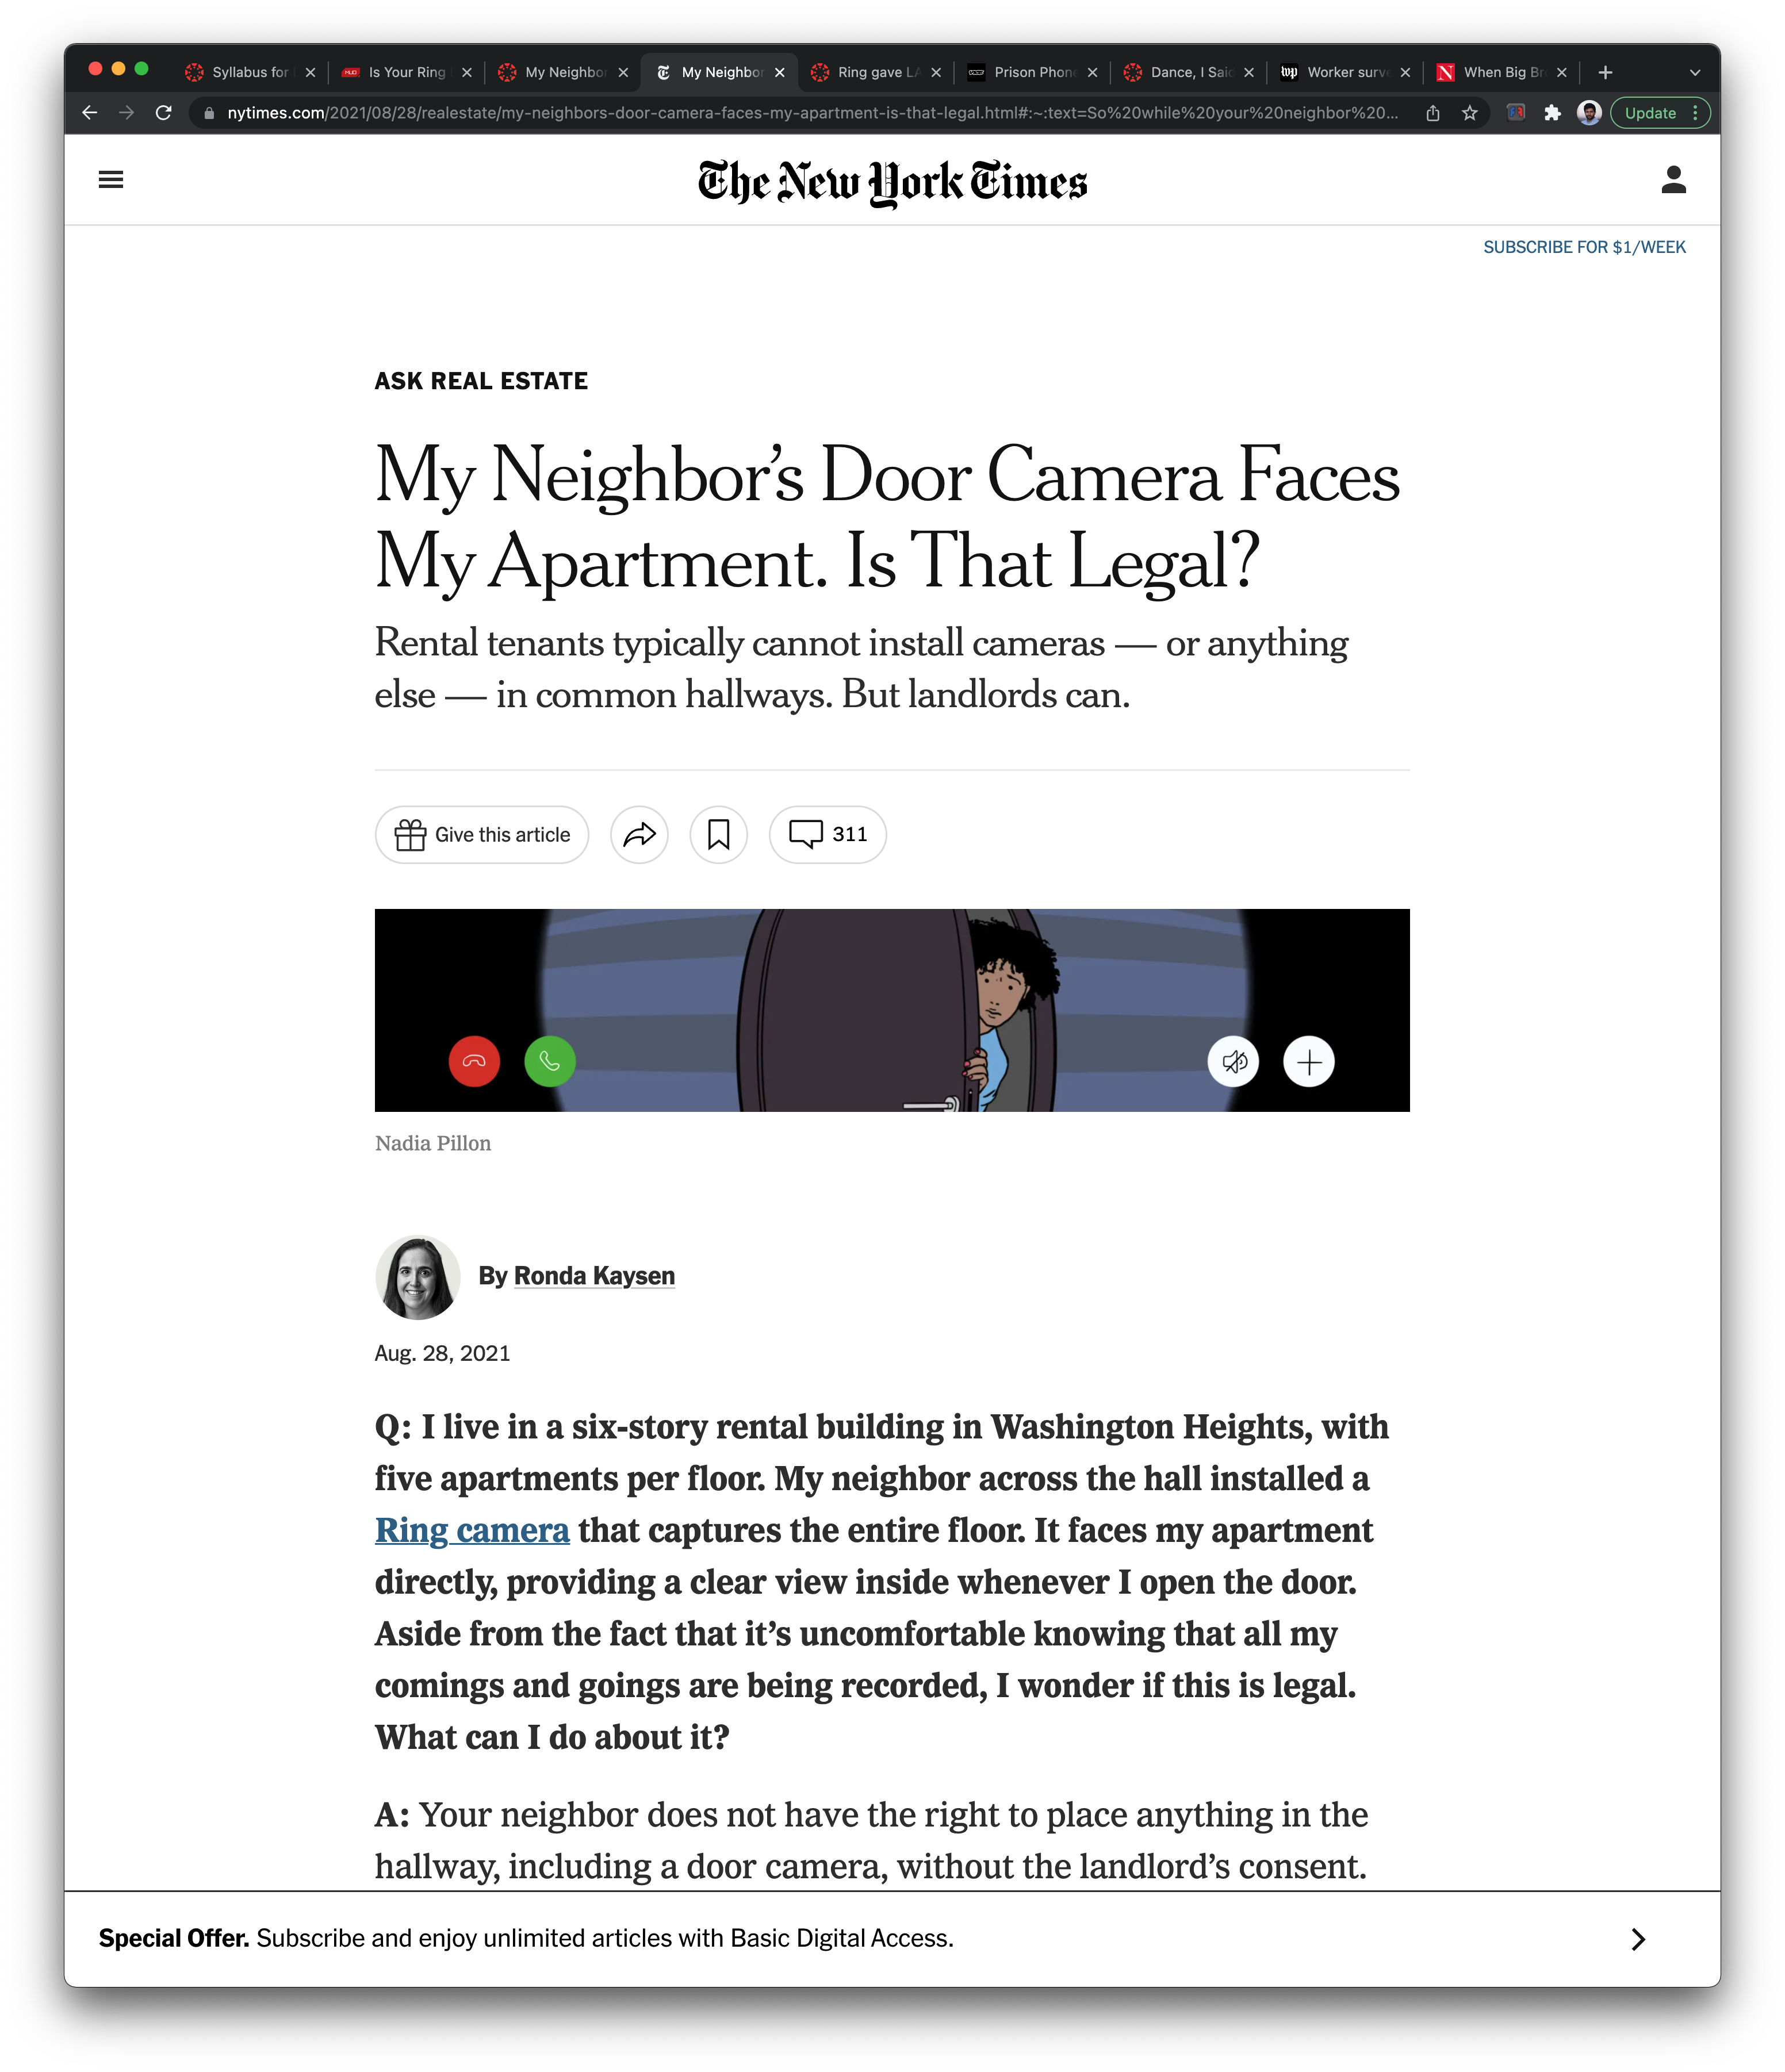 Syllabus for
Is Your Ring
My Neighbor
My Neighbor
Ring gave LA
Prison Phone
Dance, I Said
Worker surve
When Big Br
nytimes.com/2021/08/28/realestate/my-neighbors-door-camera-faces-my-apartment-is-that-legal.html#:~:text=So%20while%20your%20neighbor%20...
Update
The New York Times
SUBSCRIBE FOR $1/WEEK
ASK REAL ESTATE
My Neighbor’s Door Camera Faces
My Apartment. Is That Legal?
Rental tenants typically cannot install cameras — or anything
else — in common hallways. But landlords can.
Give this article
311
Nadia Pillon
By Ronda Kaysen
Aug. 28, 2021
Q: I live in a six-story rental building in Washington Heights, with
five apartments per floor. My neighbor across the hall installed a
Ring camera that captures the entire floor. It faces my apartment
directly, providing a clear view inside whenever I open the door.
Aside from the fact that it’s uncomfortable knowing that all my
comings and goings are being recorded, I wonder if this is legal.
What can I do about it?
A: Your neighbor does not have the right to place anything in the
hallway, including a door camera, without the landlord’s consent.
Special Offer. Subscribe and enjoy unlimited articles with Basic Digital Access.